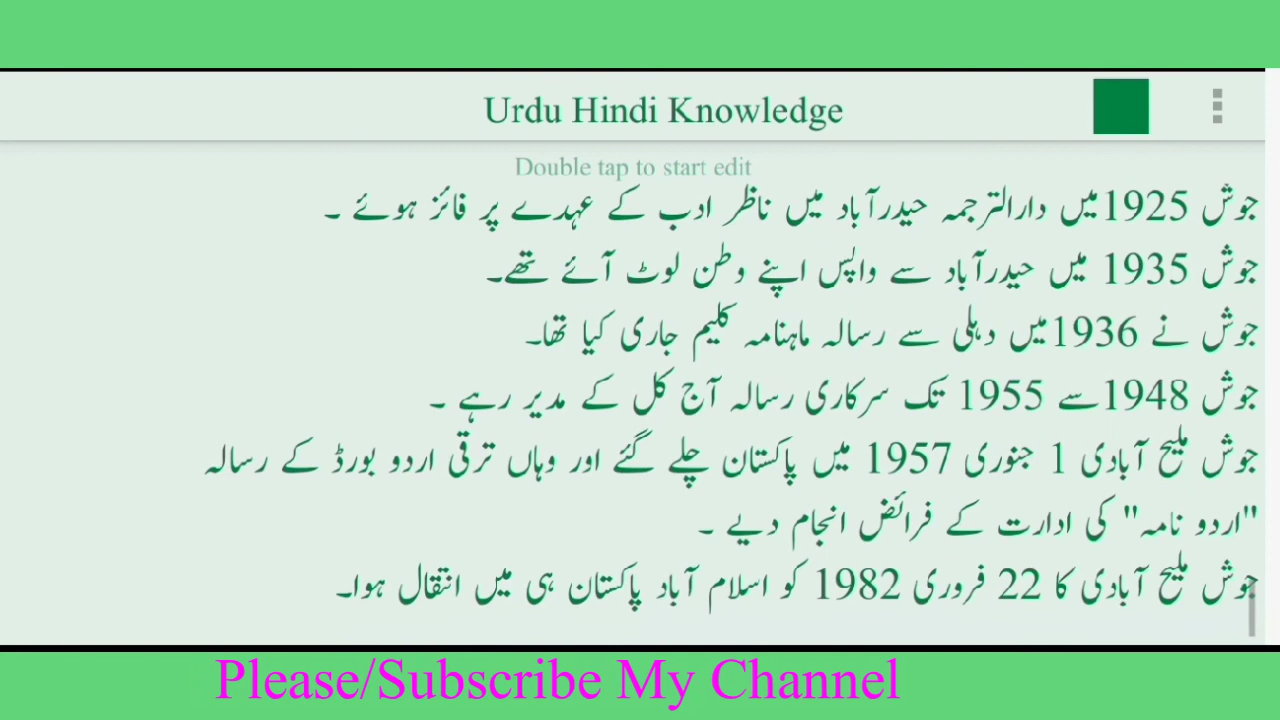 Urdu Hindi Knowledge
Double tap to start edit
جوش 1925میں دارالترجمہ حیدرآباد میں ناظر ادب کے عہدے پر فائز ہوئے ۔
جوش 1935 میں حیدرآباد سے واپس اپنے وطن لوٹ آئے تھے۔
جوش نے 1936میں دہلی سے رسالہ ماہنامہ کلیم جاری کیا تھا۔
جوش 1948سے 1955 تک سرکاری رسالہ آج کل کے مدیر رہے ۔
جوش ملیح آبادی 1 جنوری 1957 میں پاکستان چلے گئے اور وہاں ترقی اردو بورڈ کے رسالہ
"اردو نامہ" کی ادارت کے فرائض انجام دیے ۔
جوش ملیح آبادی کا 22 فروری 1982 کو اسلام آباد پاکستان ہی میں انتقال ہوا۔
Please/Subscribe My Channel